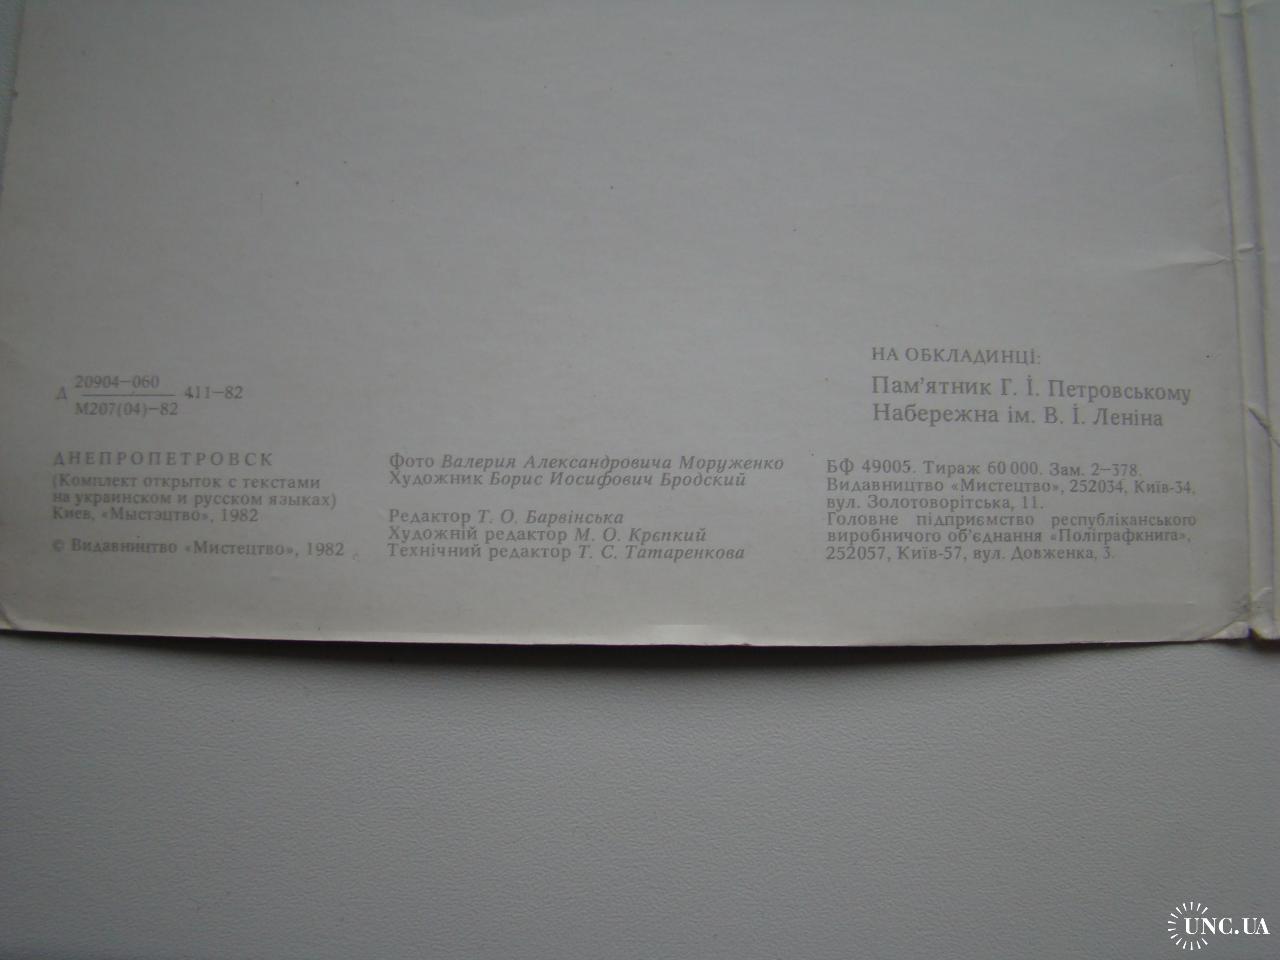 НА ОБКЛАДИНЦІ:
Пам'ятник Г. І. Петровському
Набережна ім. В. І. Леніна
Д 20904—060 411—82
М207(04)—82
ДНЕПРОПЕТРОВСК
(Комплект открыток с текстами
на украинском и русском языках)
Киев, «Мыстэцтво», 1982
© Видавництво «Мистецтво», 1982
Фото Валерия Александровича Моруженко
Художник Борис Иосифович Бродский
Редактор Т. О. Барвінська
Художній редактор М. О. Крєпкий
Технічний редактор Т. С. Татаренкова
БФ 49005. Тираж 60 000. Зам. 2—378.
Видавництво «Мистецтво», 252034, Київ-34,
вул. Золотоворітська, 11.
Головне підприємство республіканського
виробничого об'єднання «Поліграфкнига»,
252057, Київ-57, вул. Довженка, 3.
UNC.UA